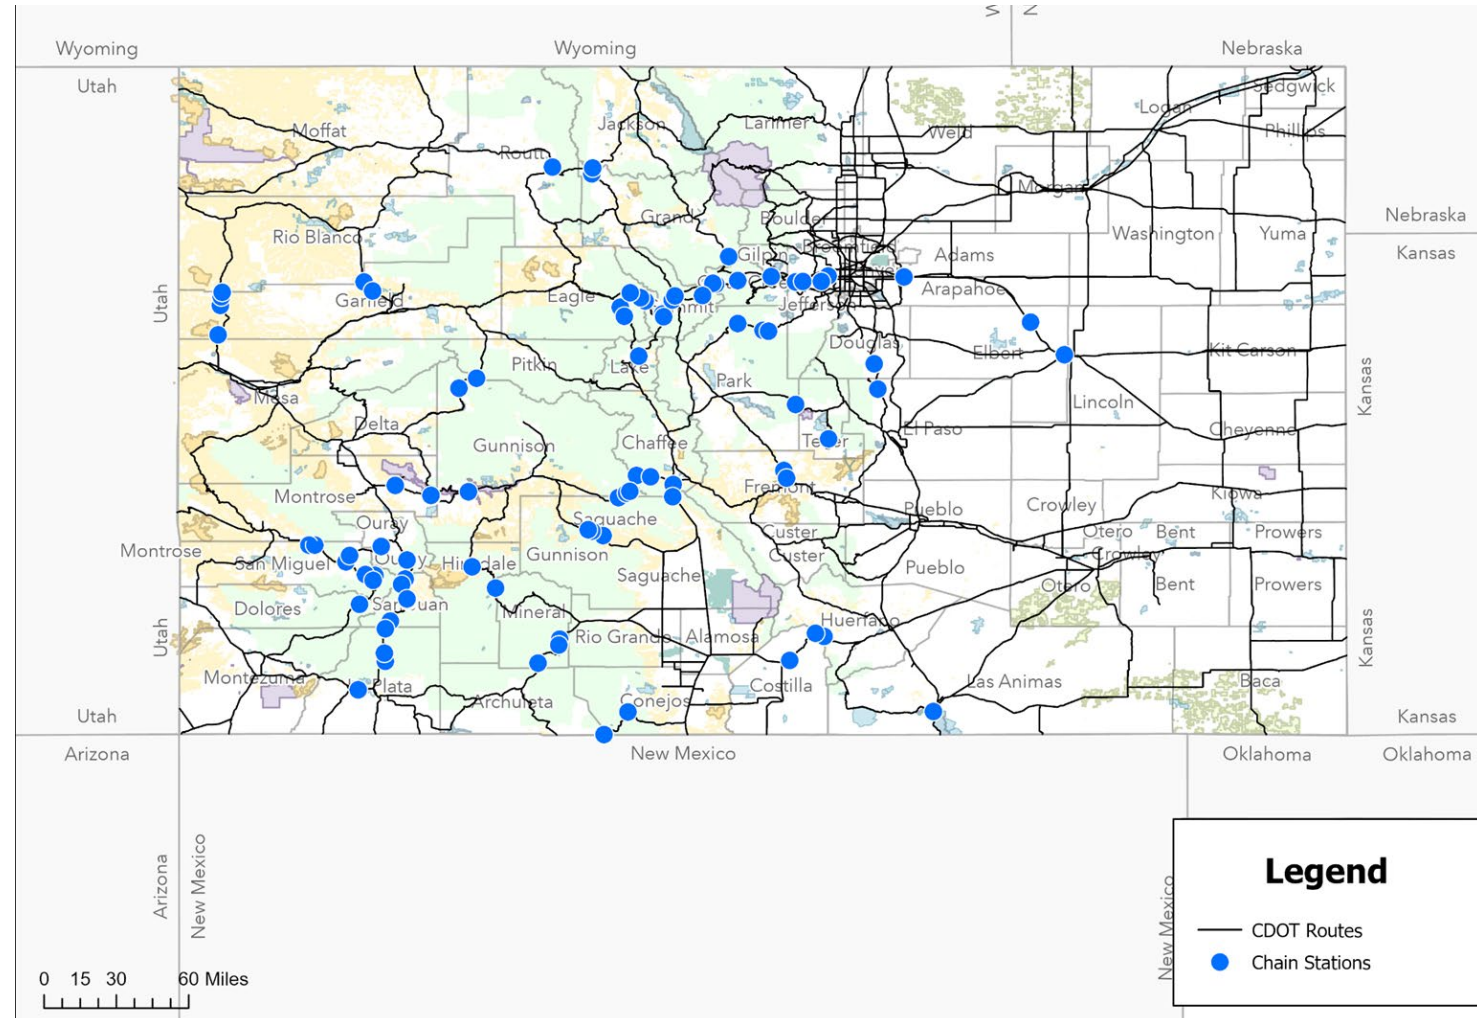 W
N
Wyoming
Wyoming
Nebraska
Utah
Sedgwick
Logan
Moffat
Jackson
Larimer
Weld
Phillips
Routt
Morgan
Grand
Boulder
Nebraska
Rio Blanco
Washington
Yuma
Broomfield
Gilpin
Adams
Kansas
Utah
Garfield
Eagle
Arapahoe
Jefferson
Douglas
Elbert
Kit Carson
Pitkin
Lake
Park
Mesa
Lincoln
Kansas
Delta
Gunnison
Chaffee
Teller
El Paso
Cheyenne
Montrose
Fremont
Kiowa
Saguache
Pueblo
Crowley
Ouray
Custer
Otero
Bent
Prowers
Montrose
Gunnison
Custer
Crowley
San Miguel
Ouray
Hinsdale
Saguache
Pueblo
Otero
Bent
Prowers
Dolores
San Juan
Mineral
Huerfano
Utah
Rio Grande
Alamosa
Kansas
Montezuma
La Plata
Costilla
Las Animas
Baca
Archuleta
Conejos
Utah
Kansas
Arizona
New Mexico
Oklahoma
Oklahoma
Arizona
New Mexico
New Mexico
Legend
CDOT Routes
Chain Stations
0 15 30 60 Miles